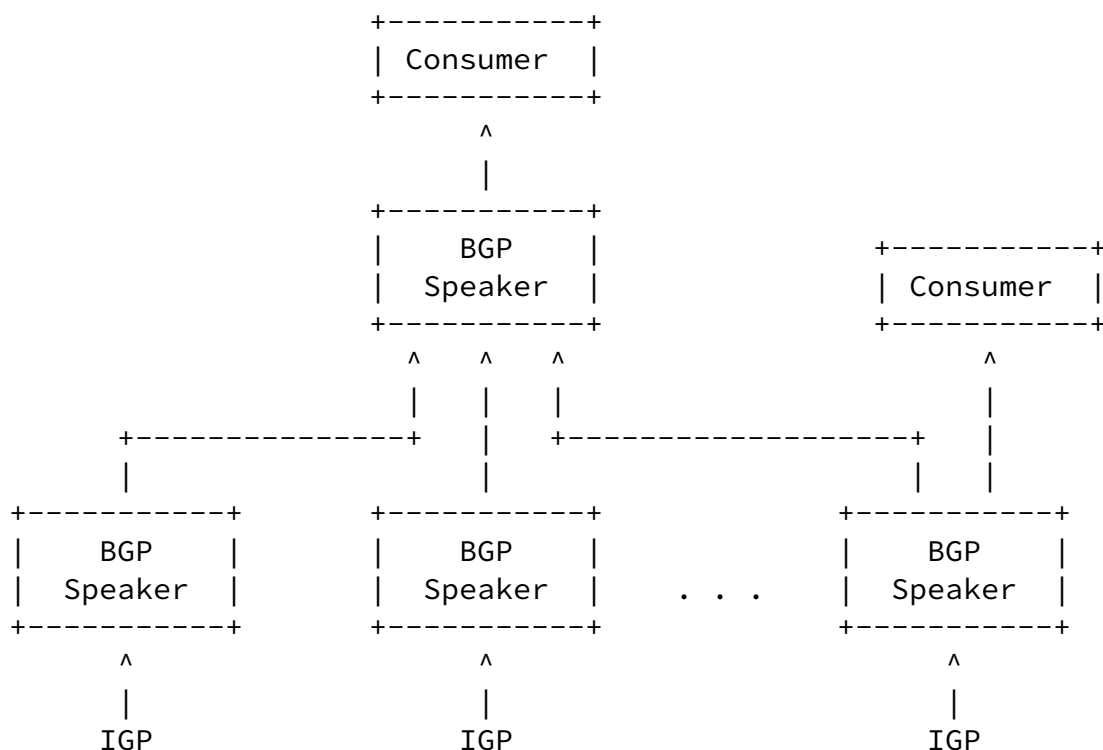 Consumer
BGP
Speaker
Consumer
BGP
Speaker
BGP
Speaker
. . .
BGP
Speaker
IGP
IGP
IGP